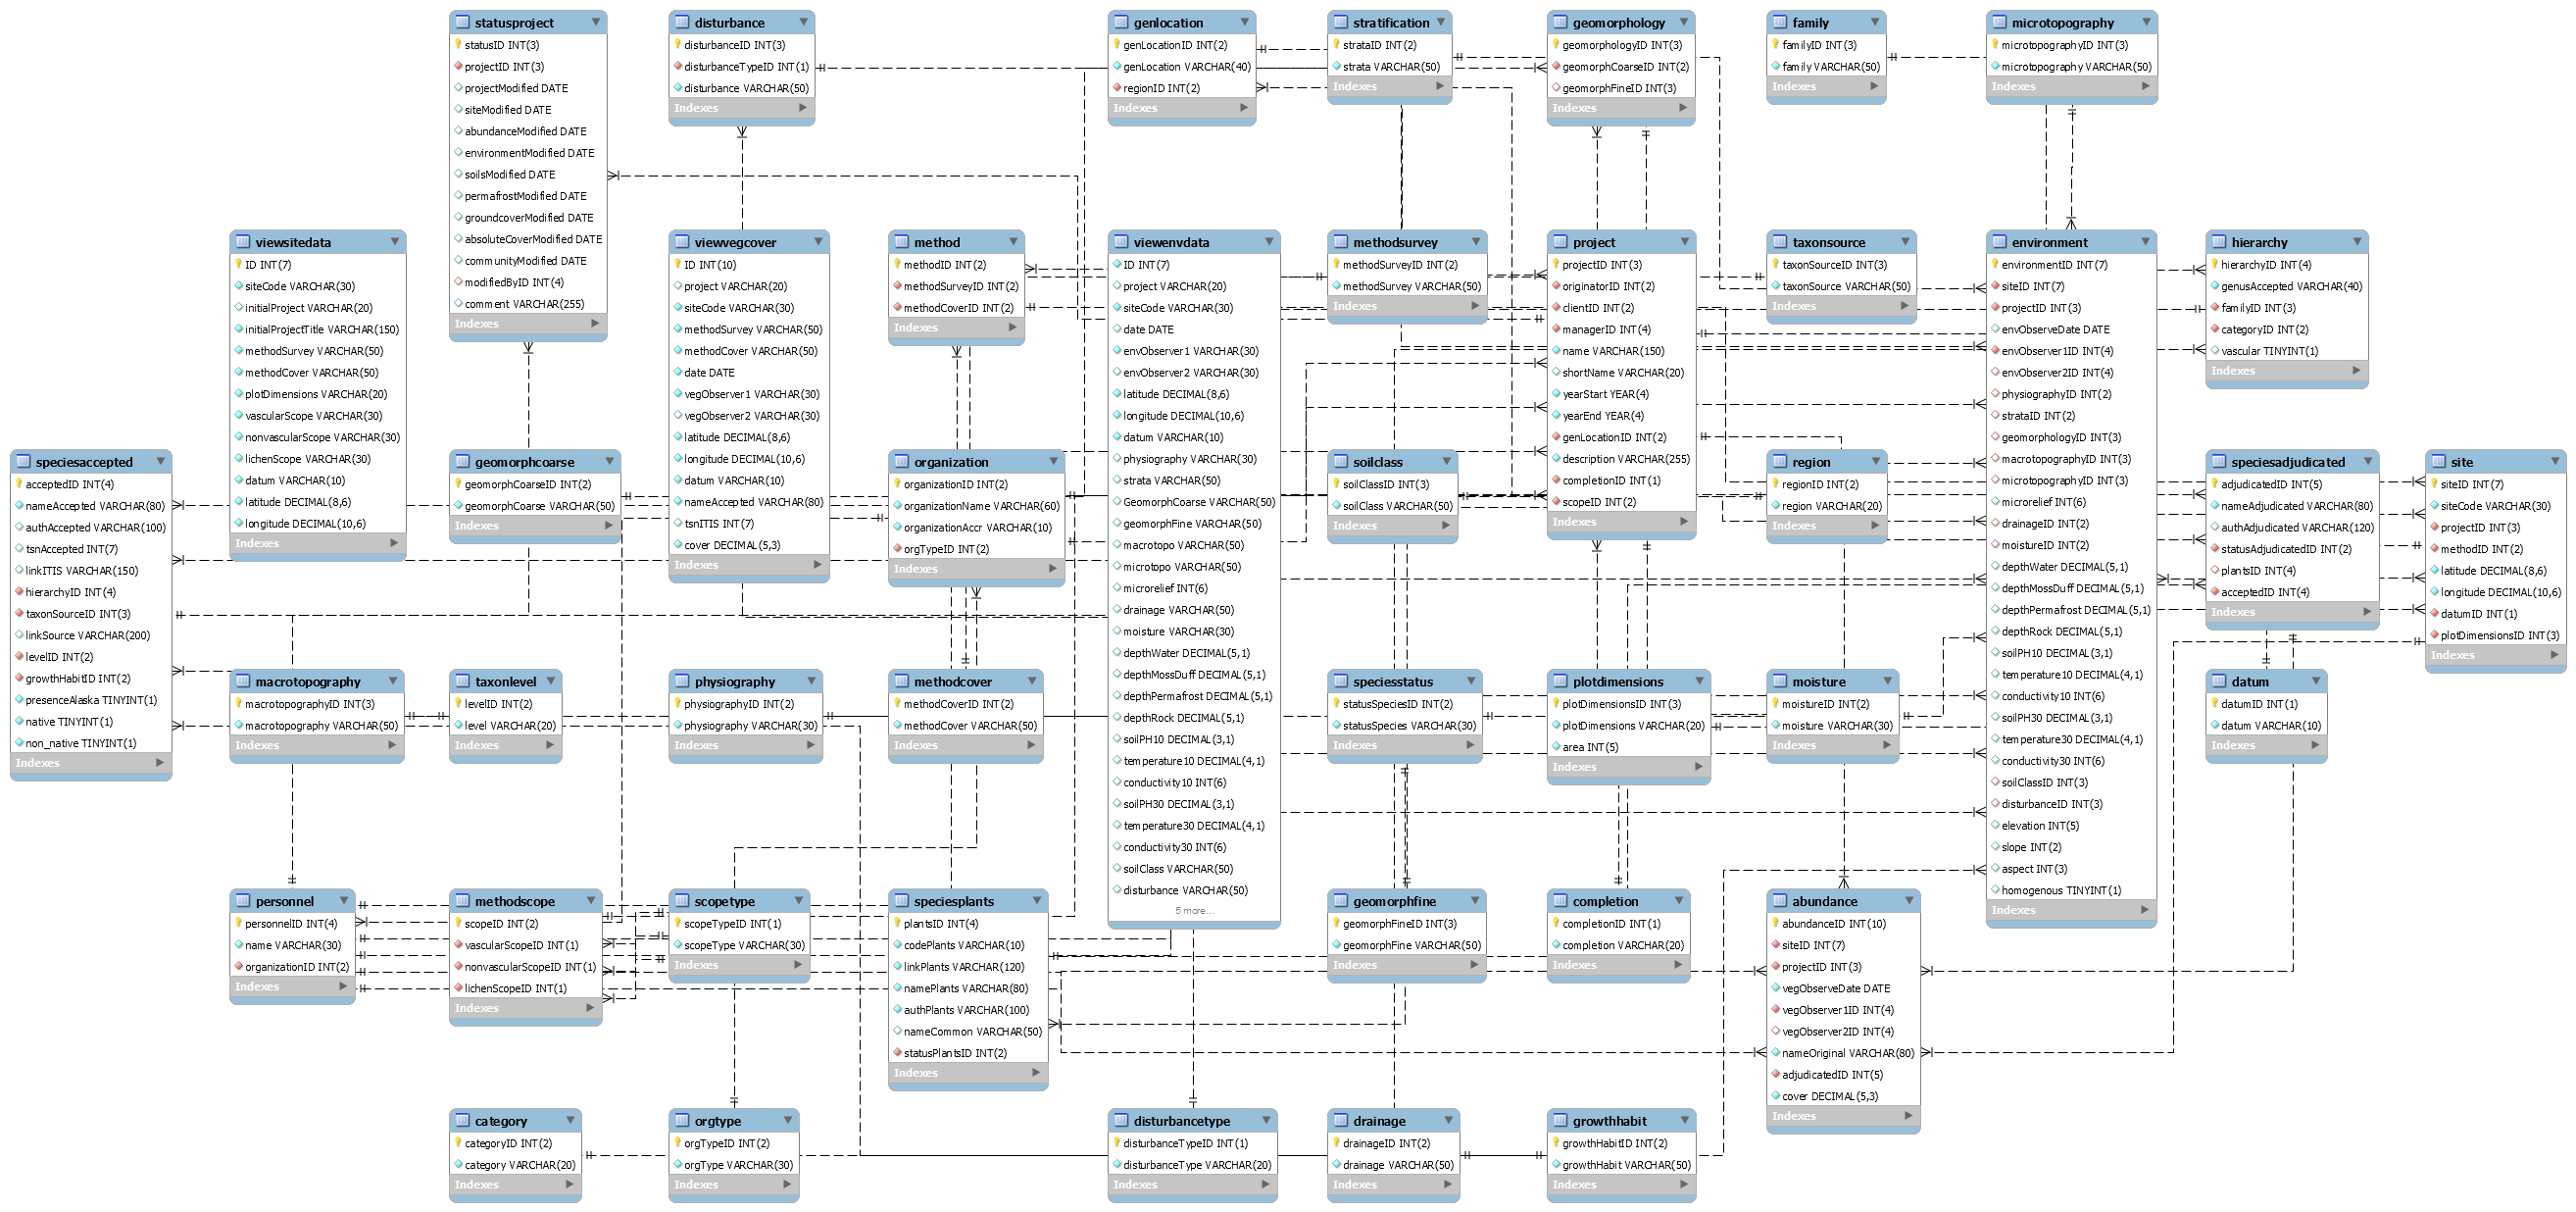 statusproject
statusID INT(3)
projectID INT(3)
projectModified DATE
siteModified DATE
abundanceModified DATE
environmentModified DATE
soilsModified DATE
permafrostModified DATE
groundcoverModified DATE
absoluteCoverModified DATE
communityModified DATE
modifiedByID INT(4)
comment VARCHAR(255)
Indexes
disturbance
disturbanceID INT(3)
disturbanceTypeID INT(1)
disturbance VARCHAR(50)
Indexes
genlocation
genLocationID INT(2)
genLocation VARCHAR(40)
regionID INT(2)
Indexes
stratification
strataID INT(2)
strata VARCHAR(50)
Indexes
geomorphology
geomorphologyID INT(3)
geomorphCoarseID INT(2)
geomorphFineID INT(3)
Indexes
family
familyID INT(3)
family VARCHAR(50)
Indexes
microtopography
microtopographyID INT(3)
microtopography VARCHAR(50)
Indexes
viewsitedata
ID INT(7)
siteCode VARCHAR(30)
initialProject VARCHAR(20)
initialProjectTitle VARCHAR(150)
methodSurvey VARCHAR(50)
methodCover VARCHAR(50)
plotDimensions VARCHAR(20)
vascularScope VARCHAR(30)
nonvascularScope VARCHAR(30)
lichenScope VARCHAR(30)
datum VARCHAR(10)
latitude DECIMAL(8,6)
longitude DECIMAL(10,6)
Indexes
viewvegcover
ID INT(10)
project VARCHAR(20)
siteCode VARCHAR(30)
methodSurvey VARCHAR(50)
methodCover VARCHAR(50)
date DATE
vegObserver1 VARCHAR(30)
vegObserver2 VARCHAR(30)
latitude DECIMAL(8,6)
longitude DECIMAL(10,6)
datum VARCHAR(10)
nameAccepted VARCHAR(80)
tsnITIS INT(7)
cover DECIMAL(5,3)
Indexes
method
methodID INT(2)
methodSurveyID INT(2)
methodCoverID INT(2)
Indexes
viewenvdata
ID INT(7)
project VARCHAR(20)
siteCode VARCHAR(30)
date DATE
envObserver1 VARCHAR(30)
envObserver2 VARCHAR(30)
latitude DECIMAL(8,6)
longitude DECIMAL(10,6)
datum VARCHAR(10)
physiography VARCHAR(30)
strata VARCHAR(50)
GeomorphCoarse VARCHAR(50)
geomorphFine VARCHAR(50)
macrotopo VARCHAR(50)
microtopo VARCHAR(50)
microrelief INT(6)
drainage VARCHAR(50)
moisture VARCHAR(30)
depthWater DECIMAL(5,1)
depthMossDuff DECIMAL(5,1)
depthPermafrost DECIMAL(5,1)
depthRock DECIMAL(5,1)
soilPH10 DECIMAL(3,1)
temperature10 DECIMAL(4,1)
conductivity10 INT(6)
soilPH30 DECIMAL(3,1)
temperature30 DECIMAL(4,1)
conductivity30 INT(6)
soilClass VARCHAR(50)
disturbance VARCHAR(50)
5 more...
methodsurvey
methodSurveyID INT(2)
methodSurvey VARCHAR(50)
Indexes
project
projectID INT(3)
originatorID INT(2)
clientID INT(2)
managerID INT(4)
name VARCHAR(150)
shortName VARCHAR(20)
yearStart YEAR(4)
yearEnd YEAR(4)
genLocationID INT(2)
description VARCHAR(255)
completionID INT(1)
scopeID INT(2)
Indexes
taxonsource
taxonSourceID INT(3)
taxonSource VARCHAR(50)
Indexes
environment
environmentID INT(7)
siteID INT(7)
projectID INT(3)
envObserveDate DATE
envObserver1ID INT(4)
envObserver2ID INT(4)
physiographyID INT(2)
strataID INT(2)
geomorphologyID INT(3)
macrotopographyID INT(3)
microtopographyID INT(3)
microrelief INT(6)
drainageID INT(2)
moistureID INT(2)
depthWater DECIMAL(5,1)
depthMossDuff DECIMAL(5,1)
depthPermafrost DECIMAL(5,1)
depthRock DECIMAL(5,1)
soilPH10 DECIMAL(3,1)
temperature10 DECIMAL(4,1)
conductivity10 INT(6)
soilPH30 DECIMAL(3,1)
temperature30 DECIMAL(4,1)
conductivity30 INT(6)
soilClassID INT(3)
disturbanceID INT(3)
elevation INT(5)
slope INT(2)
aspect INT(3)
homogenous TINYINT(1)
Indexes
hierarchy
hierarchyID INT(4)
genusAccepted VARCHAR(40)
familyID INT(3)
categoryID INT(2)
vascular TINYINT(1)
Indexes
speciesaccepted
acceptedID INT(4)
nameAccepted VARCHAR(80)
authAccepted VARCHAR(100)
tsnAccepted INT(7)
linkITIS VARCHAR(150)
hierarchyID INT(4)
taxonSourceID INT(3)
linkSource VARCHAR(200)
levelID INT(2)
growthHabitID INT(2)
presenceAlaska TINYINT(1)
native TINYINT(1)
non_native TINYINT(1)
Indexes
geomorphcoarse
geomorphCoarseID INT(2)
geomorphCoarse VARCHAR(50)
Indexes
organization
organizationID INT(2)
organizationName VARCHAR(60)
organizationAccr VARCHAR(10)
orgTypeID INT(2)
Indexes
soilclass
soilClassID INT(3)
soilClass VARCHAR(50)
Indexes
region
regionID INT(2)
region VARCHAR(20)
Indexes
speciesadjudicated
adjudicatedID INT(5)
nameAdjudicated VARCHAR(80)
authAdjudicated VARCHAR(120)
statusAdjudicatedID INT(2)
plantsID INT(4)
acceptedID INT(4)
Indexes
site
siteID INT(7)
siteCode VARCHAR(30)
projectID INT(3)
methodID INT(2)
latitude DECIMAL(8,6)
longitude DECIMAL(10,6)
datumID INT(1)
plotDimensionsID INT(3)
Indexes
macrotopography
macrotopographyID INT(3)
macrotopography VARCHAR(50)
Indexes
taxonlevel
levelID INT(2)
level VARCHAR(20)
Indexes
physiography
physiographyID INT(2)
physiography VARCHAR(30)
Indexes
methodcover
methodCoverID INT(2)
methodCover VARCHAR(50)
Indexes
speciesstatus
statusSpeciesID INT(2)
statusSpecies VARCHAR(30)
Indexes
plotdimensions
plotDimensionsID INT(3)
plotDimensions VARCHAR(20)
area INT(5)
Indexes
moisture
moistureID INT(2)
moisture VARCHAR(30)
Indexes
datum
datumID INT(1)
datum VARCHAR(10)
Indexes
personnel
personnelID INT(4)
name VARCHAR(30)
organizationID INT(2)
Indexes
methodscope
scopeID INT(2)
vascularScopeID INT(1)
nonvascularScopeID INT(1)
lichenScopeID INT(1)
Indexes
scopetype
scopeTypeID INT(1)
scopeType VARCHAR(30)
Indexes
speciesplants
plantsID INT(4)
codePlants VARCHAR(10)
linkPlants VARCHAR(120)
namePlants VARCHAR(80)
authPlants VARCHAR(100)
nameCommon VARCHAR(50)
statusPlantsID INT(2)
Indexes
geomorphfine
geomorphFineID INT(3)
geomorphFine VARCHAR(50)
Indexes
completion
completionID INT(1)
completion VARCHAR(20)
Indexes
abundance
abundanceID INT(10)
siteID INT(7)
projectID INT(3)
vegObserveDate DATE
vegObserver1ID INT(4)
vegObserver2ID INT(4)
nameOriginal VARCHAR(80)
adjudicatedID INT(5)
cover DECIMAL(5,3)
Indexes
category
categoryID INT(2)
category VARCHAR(20)
Indexes
orgtype
orgTypeID INT(2)
orgType VARCHAR(30)
Indexes
disturbancetype
disturbanceTypeID INT(1)
disturbanceType VARCHAR(20)
Indexes
drainage
drainageID INT(2)
drainage VARCHAR(50)
Indexes
growthhabit
growthHabitID INT(2)
growthHabit VARCHAR(50)
Indexes